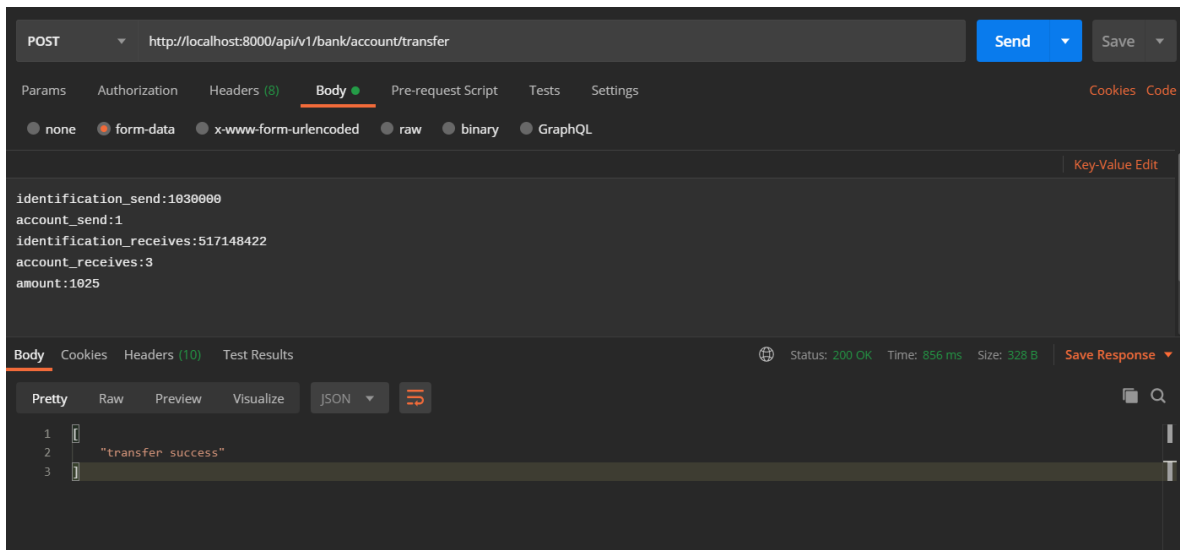 POST http://localhost:8000/api/v1/bank/account/transfer Send Save
Params Authorization Headers (8) Body Pre-request Script Tests Settings Cookies Code
none form-data x-www-form-urlencoded raw binary GraphQL
Key-Value Edit
identification_send:1030000
account_send:1
identification_receives:517148422
account_receives:3
amount:1025
Body Cookies Headers (10) Test Results Status: 200 OK Time: 856 ms Size: 328 B Save Response
Pretty Raw Preview Visualize JSON
1 [
2 "transfer success"
3 ]